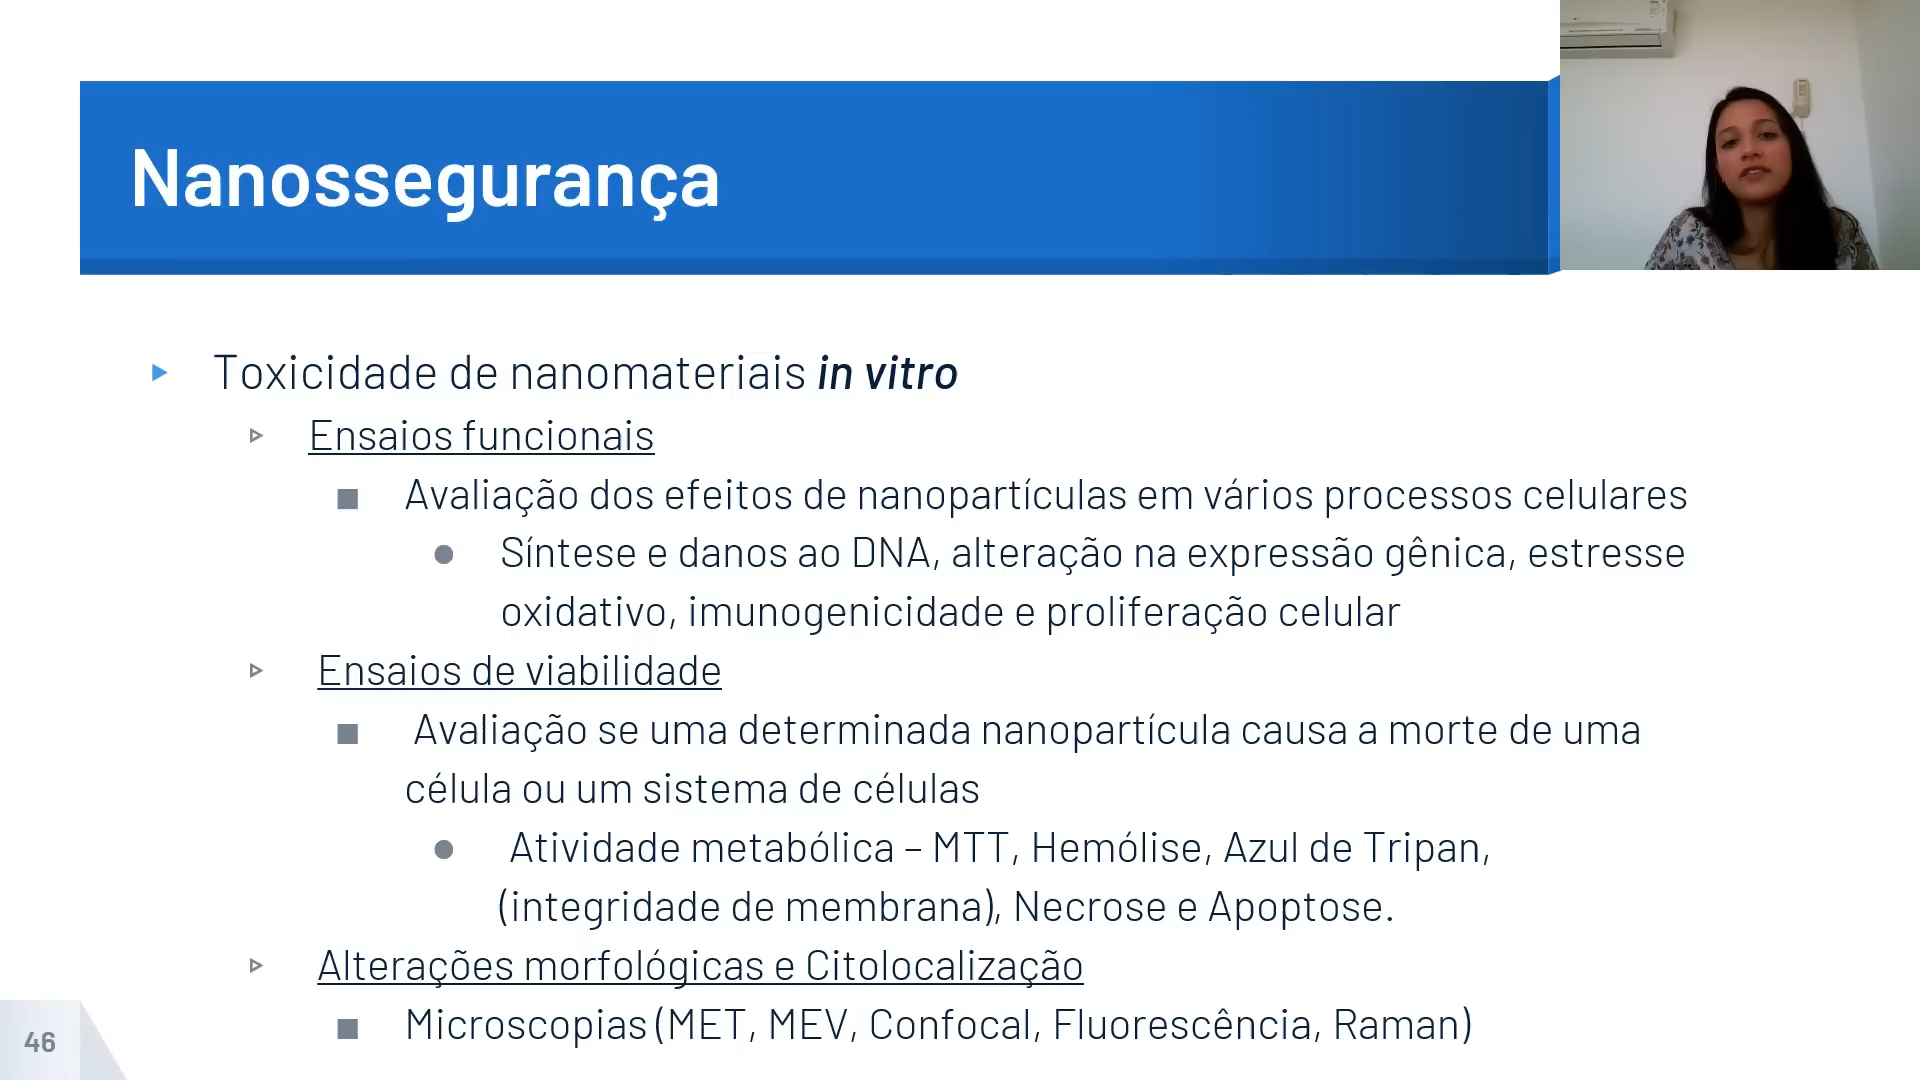 Nanossegurança
Toxicidade de nanomateriais in vitro
Ensaios funcionais
Avaliação dos efeitos de nanopartículas em vários processos celulares
Síntese e danos ao DNA, alteração na expressão gênica, estresse
oxidativo, imunogenicidade e proliferação celular
Ensaios de viabilidade
Avaliação se uma determinada nanopartícula causa a morte de uma
célula ou um sistema de células
Atividade metabólica – MTT, Hemólise, Azul de Tripan,
(integridade de membrana), Necrose e Apoptose.
Alterações morfológicas e Citolocalização
Microscopias (MET, MEV, Confocal, Fluorescência, Raman)
46